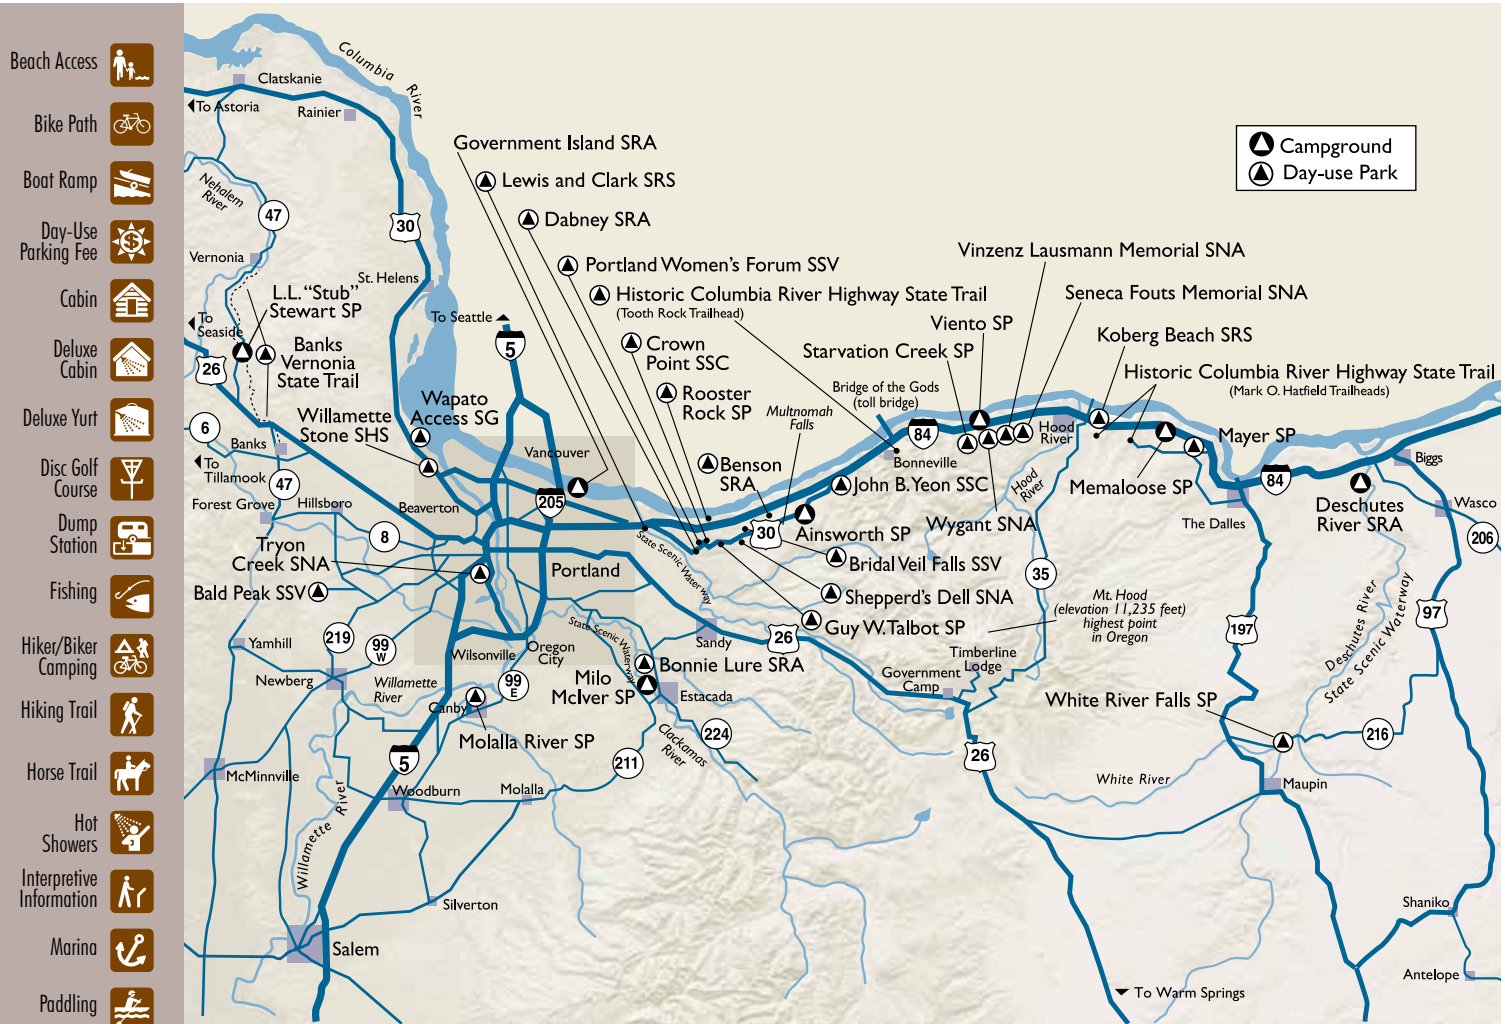 Beach Access
Bike Path
Boat Ramp
Day-Use
Parking Fee
Cabin
Deluxe
Cabin
Deluxe Yurt
Disc Golf
Course
Dump
Station
Fishing
Hiker/Biker
Camping
Hiking Trail
Horse Trail
Hot
Showers
Interpretive
Information
Marina
Paddling
Campground
Day-use Park
Columbia River
Clatskanie
To Astoria
Rainier
Nehalem
River
47
30
Vernonia
St. Helens
To
Seaside
L.L. “Stub”
Stewart SP
26
Banks
Vernonia
State Trail
To Seattle
5
Government Island SRA
Lewis and Clark SRS
Dabney SRA
Portland Women’s Forum SSV
Historic Columbia River Highway State Trail
(Tooth Rock Trailhead)
Crown
Point SSC
Rooster
Rock SP
Benson
SRA
Multnomah
Falls
Vinzenz Lausmann Memorial SNA
Seneca Fouts Memorial SNA
Viento SP
Koberg Beach SRS
Starvation Creek SP
Historic Columbia River Highway State Trail
(Mark O. Hatfield Trailheads)
Bridge of the Gods
(toll bridge)
84
Bonneville
Hood
River
Hood
River
Mayer SP
Memaloose SP
84
Biggs
Wasco
206
Deschutes
River SRA
The Dalles
Wapato
Access SG
Willamette
Stone SHS
6
Banks
To
Tillamook
47
Forest Grove
Hillsboro
Beaverton
Vancouver
205
8
Tryon
Creek SNA
Bald Peak SSV
Portland
State Scenic Waterway
30
John B. Yeon SSC
Ainsworth SP
Wygant SNA
Bridal Veil Falls SSV
Shepperd’s Dell SNA
Guy W. Talbot SP
35
Mt. Hood
(elevation 11,235 feet)
highest point
in Oregon
197
97
Deschutes River
State Scenic Waterway
Yamhill
219
99
W
Newberg
Willamette
River
Wilsonville
Oregon
City
99
E
Canby
State Scenic Waterway
Bonnie Lure SRA
Milo
McIver SP
Estacada
Sandy
26
Government
Camp
Timberline
Lodge
White River Falls SP
216
Molalla River SP
Clackamas
River
224
211
5
McMinnville
Woodburn
Molalla
Willamette River
26
White River
Maupin
Silverton
Salem
Shaniko
Antelope
To Warm Springs